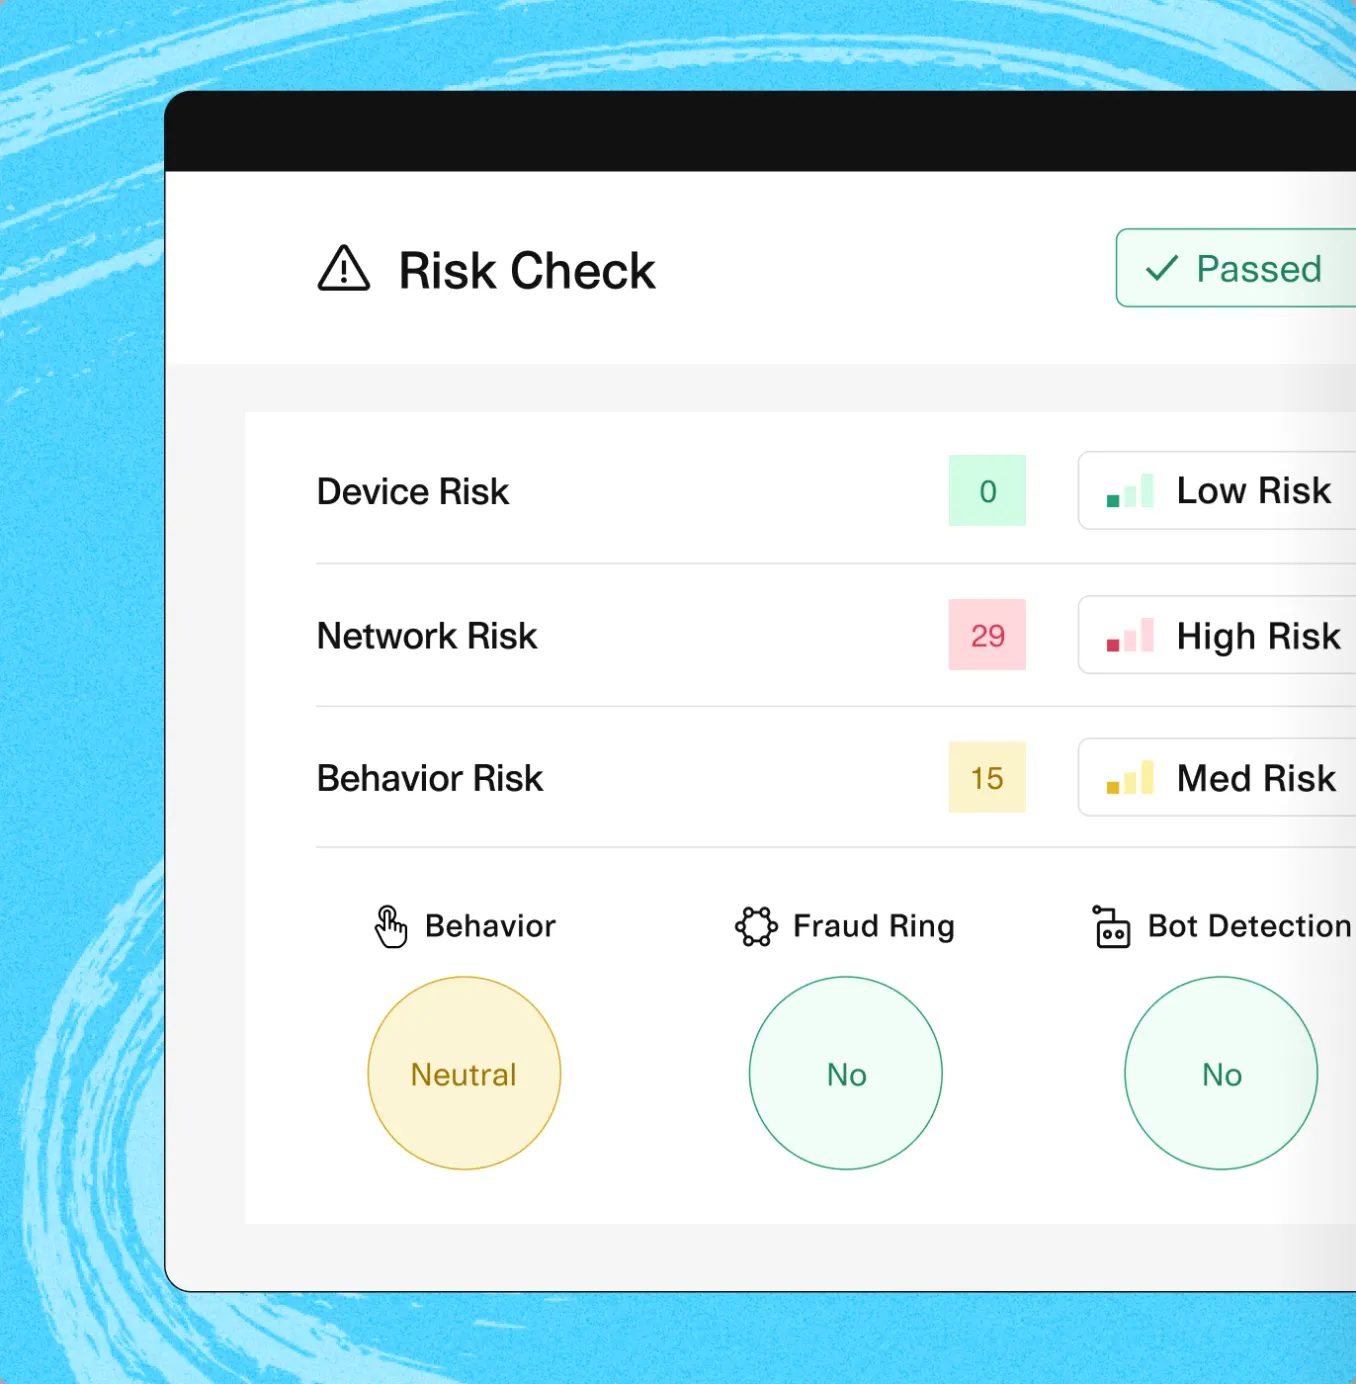 Risk Check
Passed
Device Risk
0
Low Risk
Network Risk
29
High Risk
Behavior Risk
15
Med Risk
Behavior
Fraud Ring
Bot Detection
Neutral
No
No